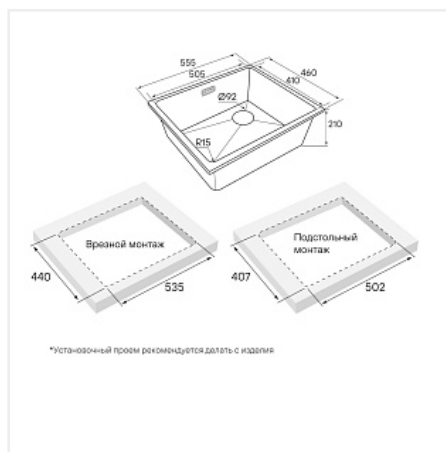 555
505
460
410
Ø92
210
R15
Врезной монтаж
440
535
Подстольный
монтаж
407
502
*Установочный проем рекомендуется делать с изделия